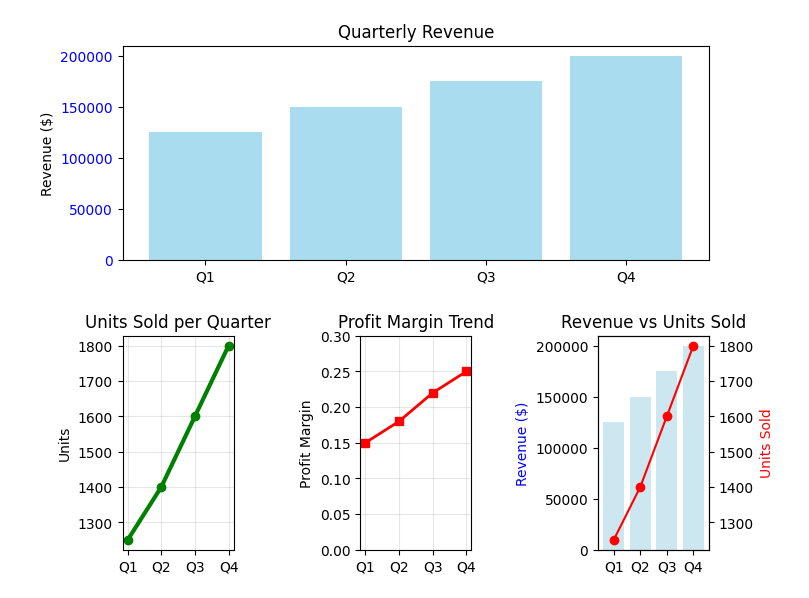 Quarterly Revenue
Revenue ($)
200000
150000
100000
50000
0
Q1 Q2 Q3 Q4
Units Sold per Quarter
Units
1800
1700
1600
1500
1400
1300
Q1 Q2 Q3 Q4
Profit Margin Trend
Profit Margin
0.30
0.25
0.20
0.15
0.10
0.05
0.00
Q1 Q2 Q3 Q4
Revenue vs Units Sold
Revenue ($)
200000
150000
100000
50000
0
Q1 Q2 Q3 Q4
1800
1700
1600
1500
1400
1300
Units Sold